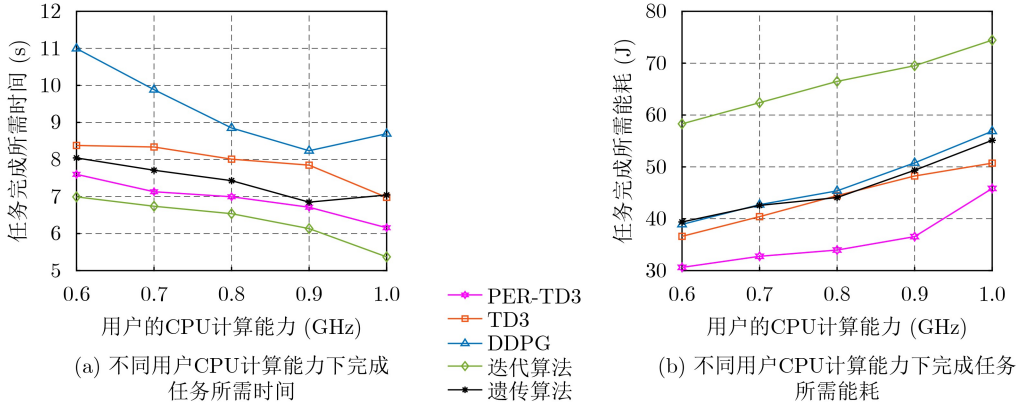 任务完成所需时间 (s)
12
11
10
9
8
7
6
5
0.6 0.7 0.8 0.9 1.0
用户的CPU计算能力 (GHz)
(a) 不同用户CPU计算能力下完成
任务所需时间
PER-TD3
TD3
DDPG
迭代算法
遗传算法
任务完成所需能耗 (J)
80
70
60
50
40
30
0.6 0.7 0.8 0.9 1.0
用户的CPU计算能力 (GHz)
(b) 不同用户CPU计算能力下完成任务
所需能耗